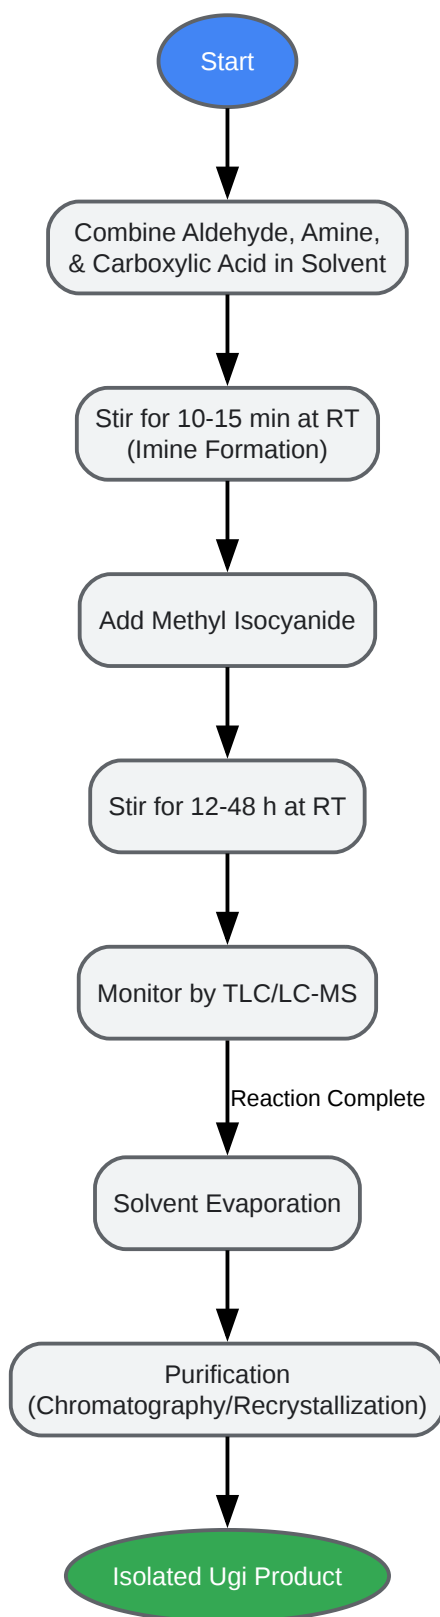 Start
Combine Aldehyde, Amine,
& Carboxylic Acid in Solvent
Stir for 10-15 min at RT
(Imine Formation)
Add Methyl Isocyanide
Stir for 12-48 h at RT
Monitor by TLC/LC-MS
Reaction Complete
Solvent Evaporation
Purification
(Chromatography/Recrystallization)
Isolated Ugi Product